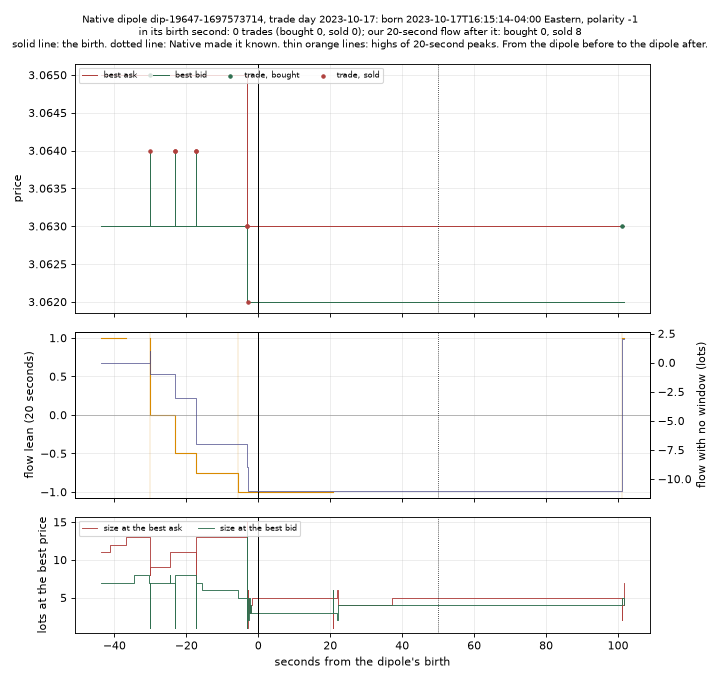 Native dipole dip-19647-1697573714, trade day 2023-10-17: born 2023-10-17T16:15:14-04:00 Eastern, polarity -1
in its birth second: 0 trades (bought 0, sold 0); our 20-second flow after it: bought 0, sold 8
solid line: the birth. dotted line: Native made it known. thin orange lines: highs of 20-second peaks. From the dipole before to the dipole after.
best ask best bid trade, bought trade, sold
3.0650
3.0645
3.0640
3.0635
3.0630
3.0625
3.0620
price
1.0
0.5
0.0
−0.5
−1.0
flow lean (20 seconds)
2.5
0.0
−2.5
−5.0
−7.5
−10.0
flow with no window (lots)
size at the best ask size at the best bid
15
10
5
lots at the best price
−40 −20 0 20 40 60 80 100
seconds from the dipole's birth